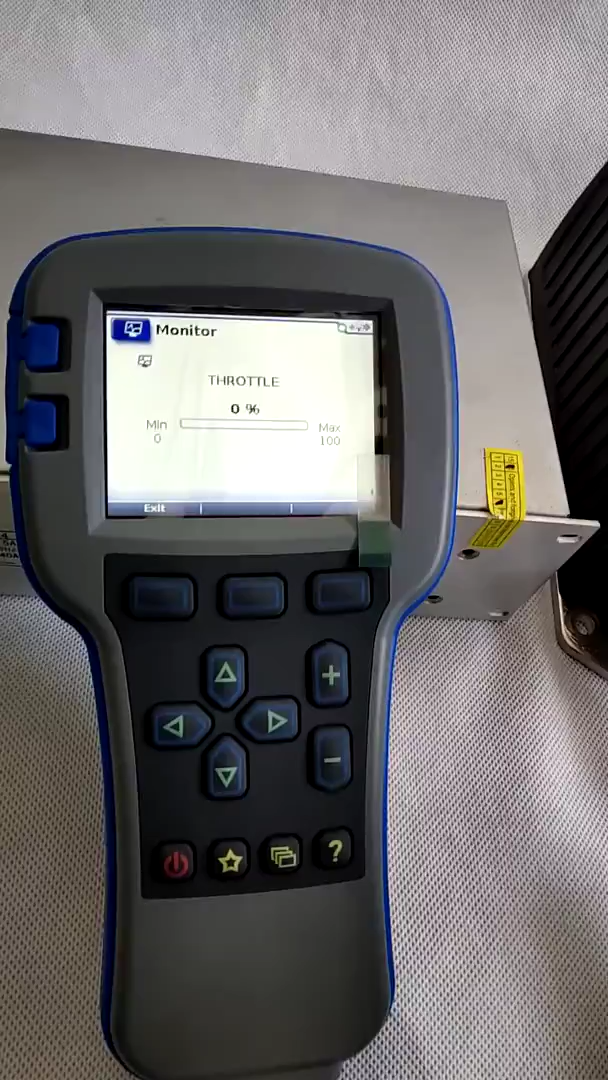 Monitor
THROTTLE
0 %
Min
0
Max
100
Exit
+
−
?